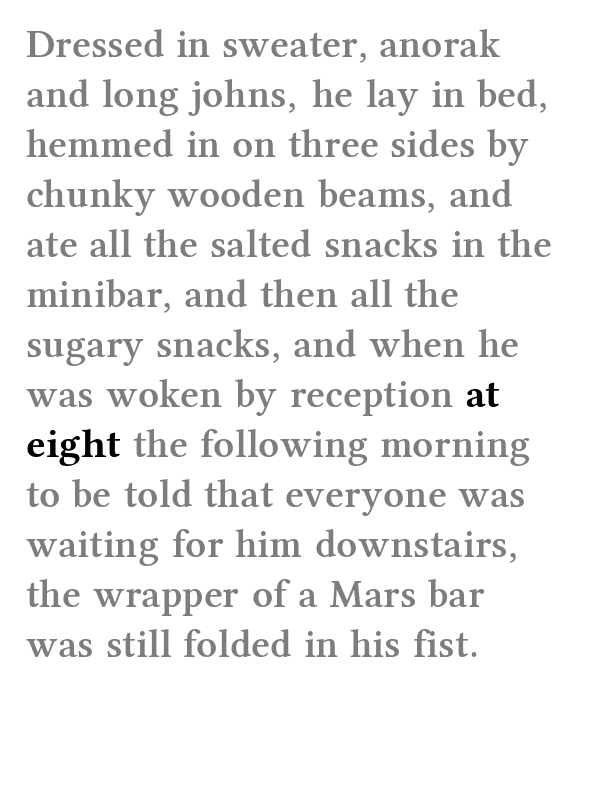 Dressed in sweater, anorak
and long johns, he lay in bed,
hemmed in on three sides by
chunky wooden beams, and
ate all the salted snacks in the
minibar, and then all the
sugary snacks, and when he
was woken by reception at
eight the following morning
to be told that everyone was
waiting for him downstairs,
the wrapper of a Mars bar
was still folded in his fist.